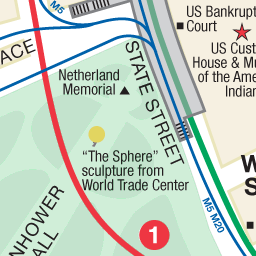 M5
US Bankrupt
Court
ACE
US Cust
House & Mu
of the Ame
Indian
Netherland
Memorial
STATE STREET
"The Sphere"
sculpture from
World Trade Center
W
S
NHOWER
ALL
1
M5 M20